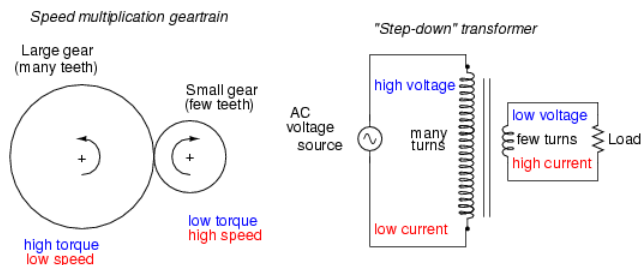 Speed multiplication geartrain
Large gear
(many teeth)
Small gear
(few teeth)
+
+
low torque
high speed
high torque
low speed
"Step-down" transformer
high voltage
AC
voltage
source
many
turns
low voltage
few turns
Load
high current
low current